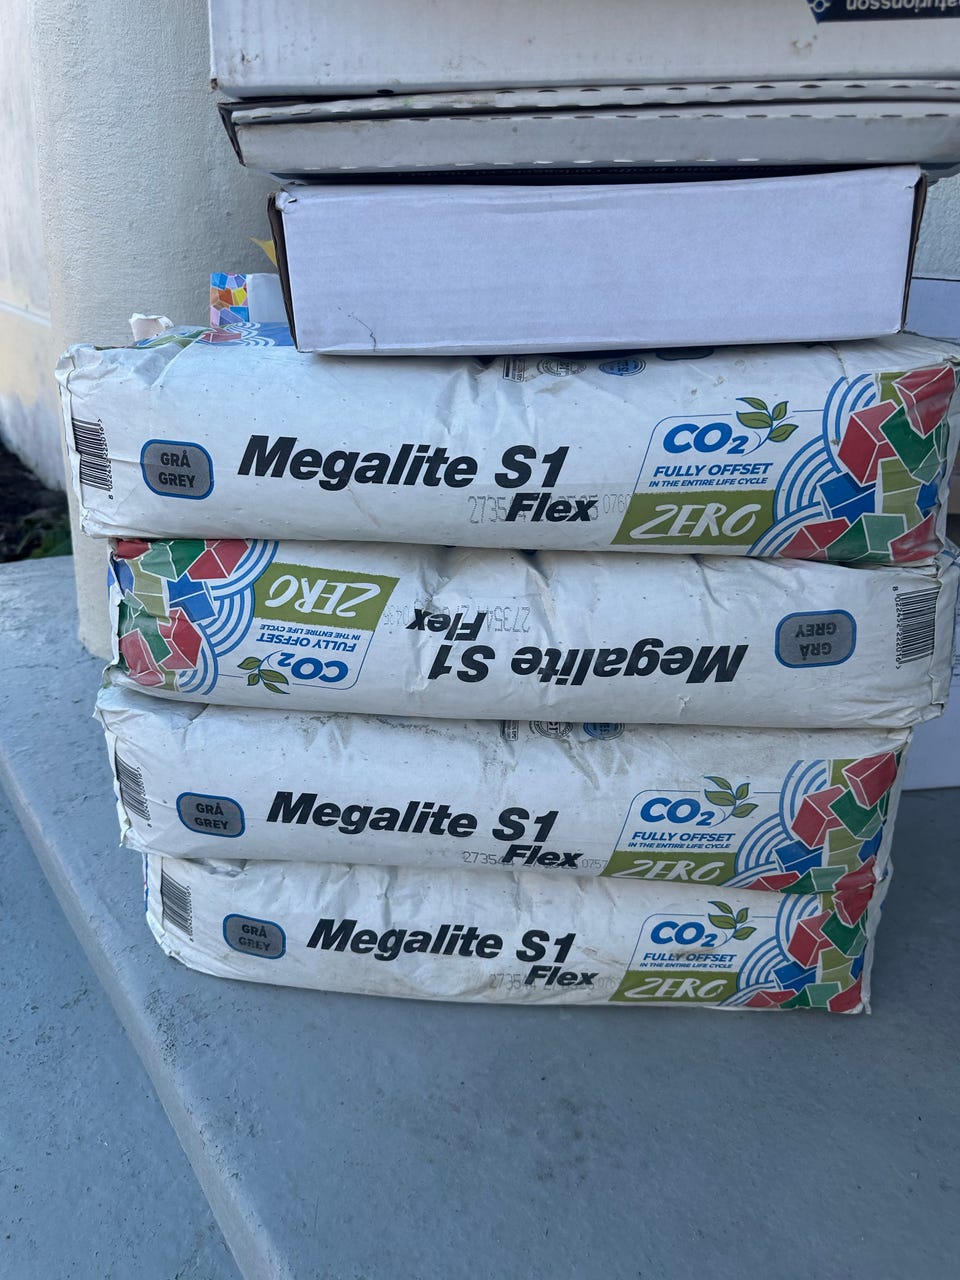 GRÅ
GREY
Megalite S1
Flex
CO2
FULLY OFFSET
IN THE ENTIRE LIFE CYCLE
ZERO
GRÅ
GREY
Megalite S1
Flex
CO2
FULLY OFFSET
IN THE ENTIRE LIFE CYCLE
ZERO
GRÅ
GREY
Megalite S1
Flex
CO2
FULLY OFFSET
IN THE ENTIRE LIFE CYCLE
ZERO
GRÅ
GREY
Megalite S1
Flex
CO2
FULLY OFFSET
IN THE ENTIRE LIFE CYCLE
ZERO